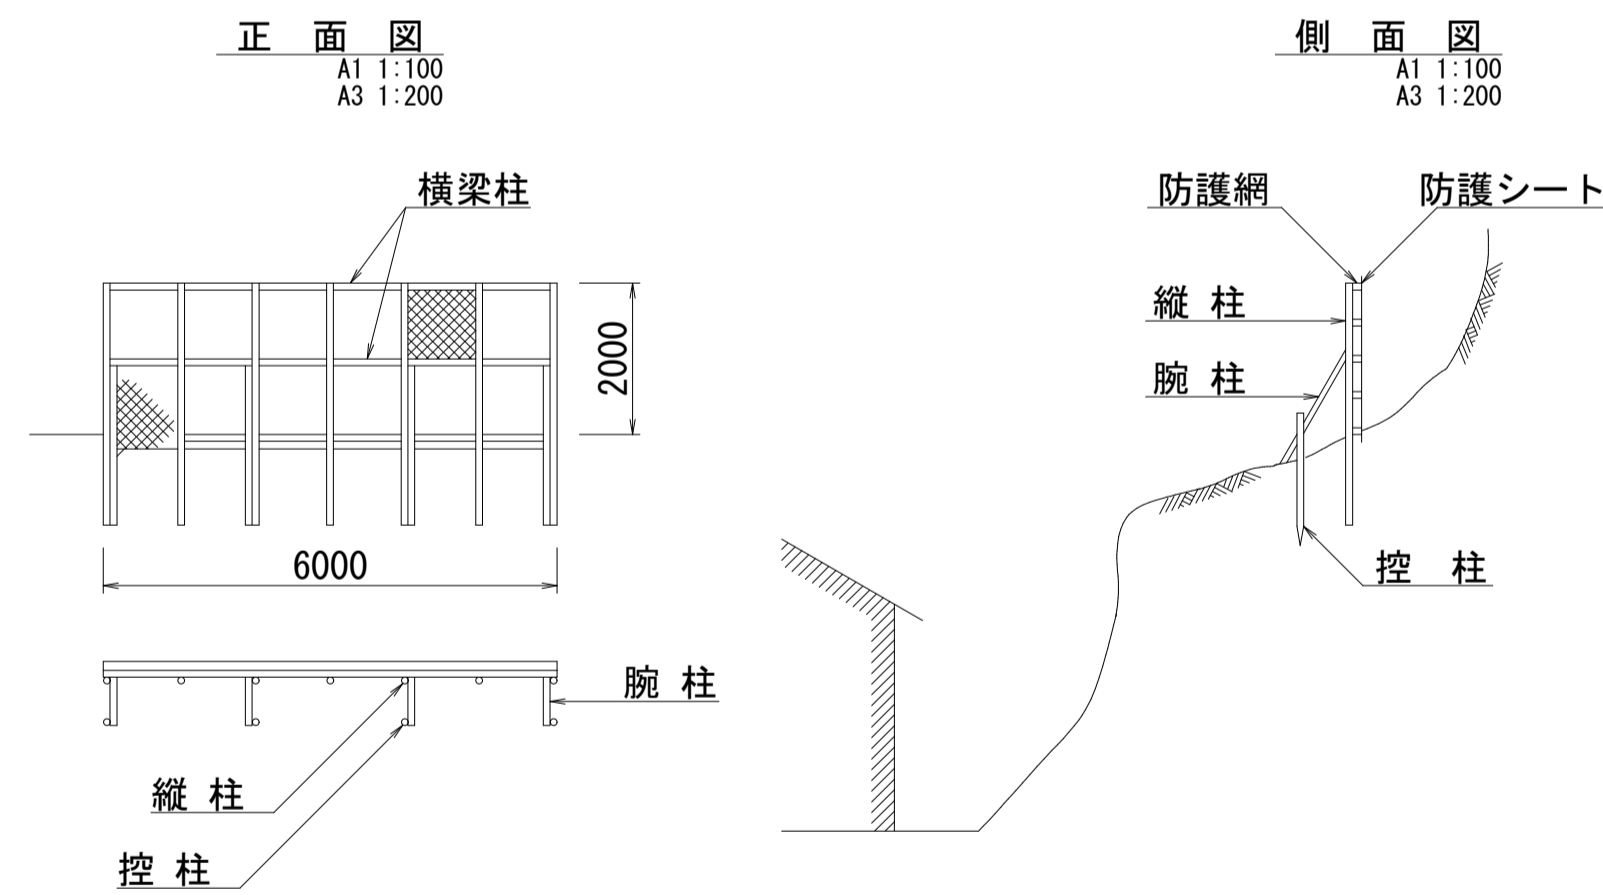 正 面 図
A1 1:100
A3 1:200
横梁柱
2000
6000
腕 柱
縦 柱
控 柱
側 面 図
A1 1:100
A3 1:200
防護網
防護シート
縦 柱
腕 柱
控 柱